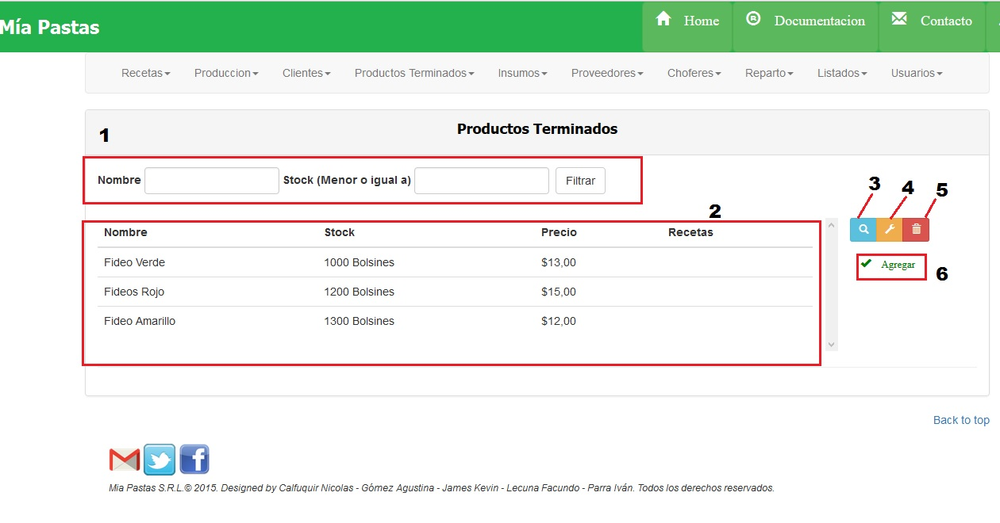 Mía Pastas
Home
Documentacion
Contacto
Recetas Produccion Clientes Productos Terminados Insumos Proveedores Choferes Reparto Listados Usuarios
1
Productos Terminados
Nombre Stock (Menor o igual a) Filtrar
2
3
4
5
Nombre Stock Precio Recetas
Fideo Verde 1000 Bolsines $13,00
Fideos Rojo 1200 Bolsines $15,00
Fideo Amarillo 1300 Bolsines $12,00
Agregar
6
Back to top
Mia Pastas S.R.L.© 2015. Designed by Calfuquir Nicolas - Gómez Agustina - James Kevin - Lecuna Facundo - Parra Iván. Todos los derechos reservados.